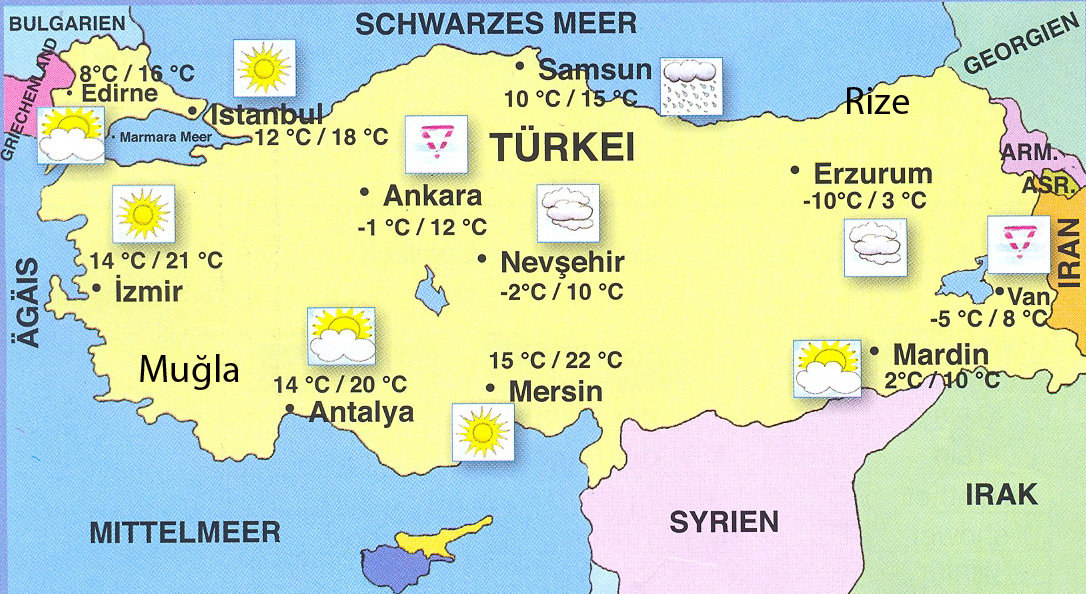 BULGARIEN
SCHWARZES MEER
GEORGIEN
GRIECHENLAND
8°C / 16 °C
Edirne
Samsun
10 °C / 15 °C
Rize
Istanbul
12 °C / 18 °C
Marmara Meer
TÜRKEI
ARM.
ASR.
Ankara
-1 °C / 12 °C
Erzurum
-10°C / 3 °C
IRAN
14 °C / 21 °C
İzmir
Nevşehir
-2°C / 10 °C
Van
-5 °C / 8 °C
ÄGÄIS
Muğla
14 °C / 20 °C
Antalya
15 °C / 22 °C
Mersin
Mardin
2°C / 10 °C
MITTELMEER
SYRIEN
IRAK